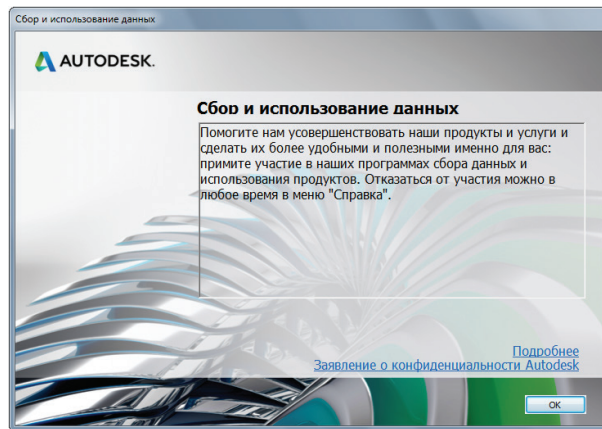 Сбор и использование данных
AUTODESK.
Сбор и использование данных
Помогите нам усовершенствовать наши продукты и услуги и
сделать их более удобными и полезными именно для вас:
примите участие в наших программах сбора данных и
использования продуктов. Отказаться от участия можно в
любое время в меню "Справка".
Подробнее
Заявление о конфиденциальности Autodesk
OK